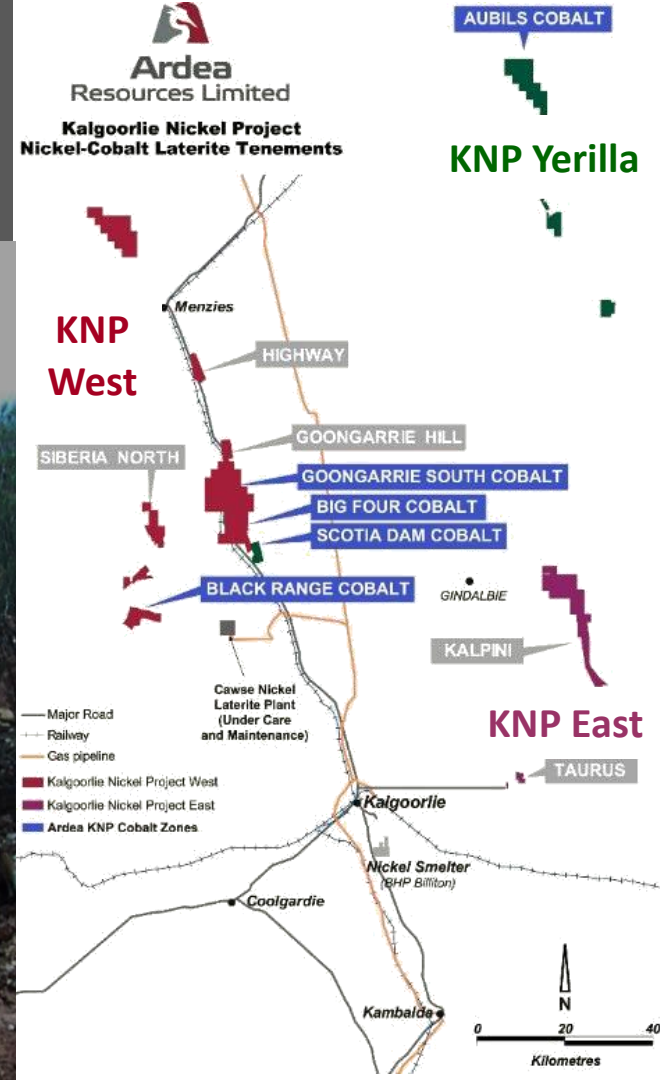 Ardea
Resources Limited
Kalgoorlie Nickel Project
Nickel-Cobalt Laterite Tenements
AUBILS COBALT
KNP Yerilla
Menzies
KNP
West
HIGHWAY
GOONGARRIE HILL
SIBERIA NORTH
GOONGARRIE SOUTH COBALT
BIG FOUR COBALT
SCOTIA DAM COBALT
BLACK RANGE COBALT
GINDALBIE
KALPINI
Cawse Nickel
Laterite Plant
(Under Care
and Maintenance)
KNP East
TAURUS
Major Road
Railway
Gas pipeline
Kalgoorlie Nickel Project West
Kalgoorlie Nickel Project East
Ardea KNP Cobalt Zones
Kalgoorlie
Nickel Smelter
(BHP Billiton)
Coolgardie
Kambalda
N
0 20 40
Kilometres